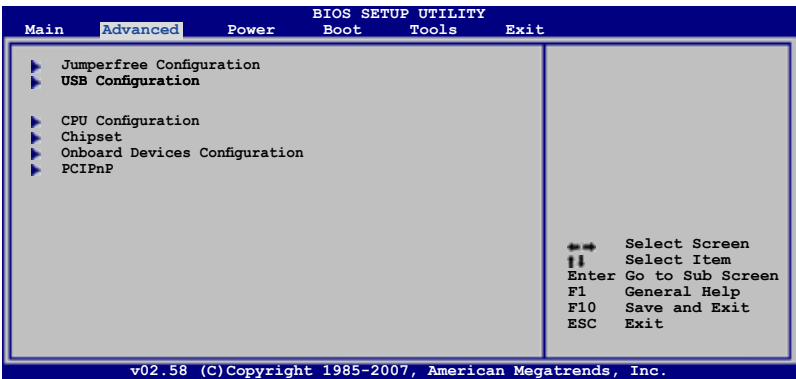 BIOS SETUP UTILITY
Main Advanced Power Boot Tools Exit
Jumperfree Configuration
USB Configuration
CPU Configuration
Chipset
Onboard Devices Configuration
PCIPnP
Select Screen
Select Item
Enter Go to Sub Screen
F1 General Help
F10 Save and Exit
ESC Exit
v02.58 (C)Copyright 1985-2007, American Megatrends, Inc.